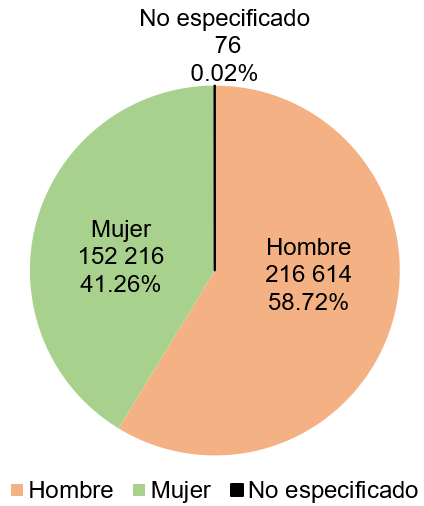 No especificado
76
0.02%
Mujer
152 216
41.26%
Hombre
216 614
58.72%
Hombre Mujer No especificado